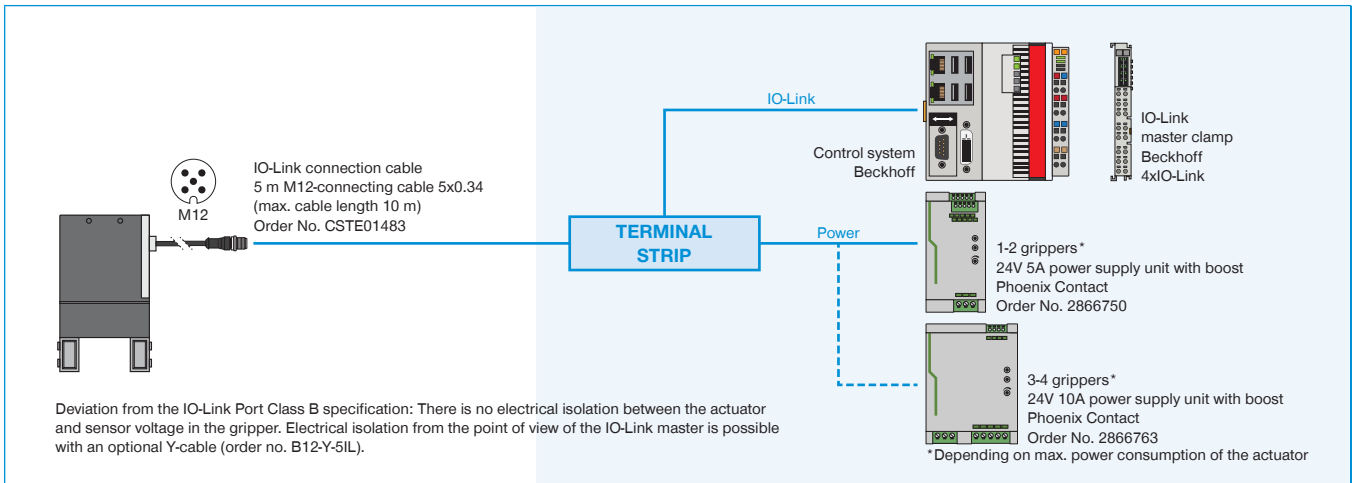 IO-Link
IO-Link
master clamp
Beckhoff
4xIO-Link
Control system
Beckhoff
M12
IO-Link connection cable
5 m M12-connecting cable 5x0.34
(max. cable length 10 m)
Order No. CSTE01483
TERMINAL
STRIP
Power
1-2 grippers*
24V 5A power supply unit with boost
Phoenix Contact
Order No. 2866750
3-4 grippers*
24V 10A power supply unit with boost
Phoenix Contact
Order No. 2866763
*Depending on max. power consumption of the actuator
Deviation from the IO-Link Port Class B specification: There is no electrical isolation between the actuator
and sensor voltage in the gripper. Electrical isolation from the point of view of the IO-Link master is possible
with an optional Y-cable (order no. B12-Y-5IL).